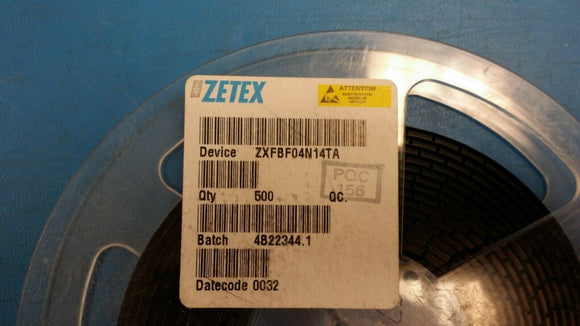 ZETEX
ATTENTION
Device ZXFBF04N14TA
PQC
156
Qty 500 QC.
Batch 4B22344.1
Datecode 0032